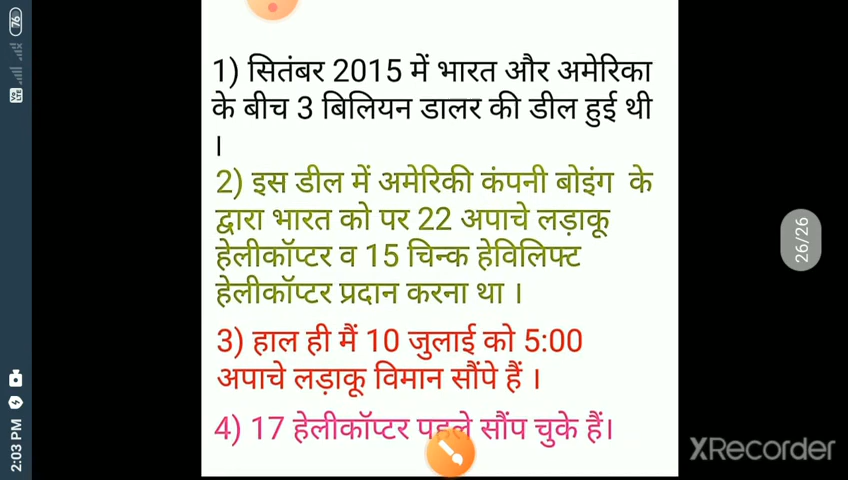 1) सितंबर 2015 में भारत और अमेरिका
के बीच 3 बिलियन डालर की डील हुई थी
।
2) इस डील में अमेरिकी कंपनी बोइंग के
द्वारा भारत को पर 22 अपाचे लड़ाकू
हेलीकॉप्टर व 15 चिन्क हेविलिफ्ट
हेलीकॉप्टर प्रदान करना था ।
3) हाल ही मैं 10 जुलाई को 5:00
अपाचे लड़ाकू विमान सौंपे हैं ।
4) 17 हेलीकॉप्टर पहले सौंप चुके हैं।
26/26
XRecorder
2:03 PM
76